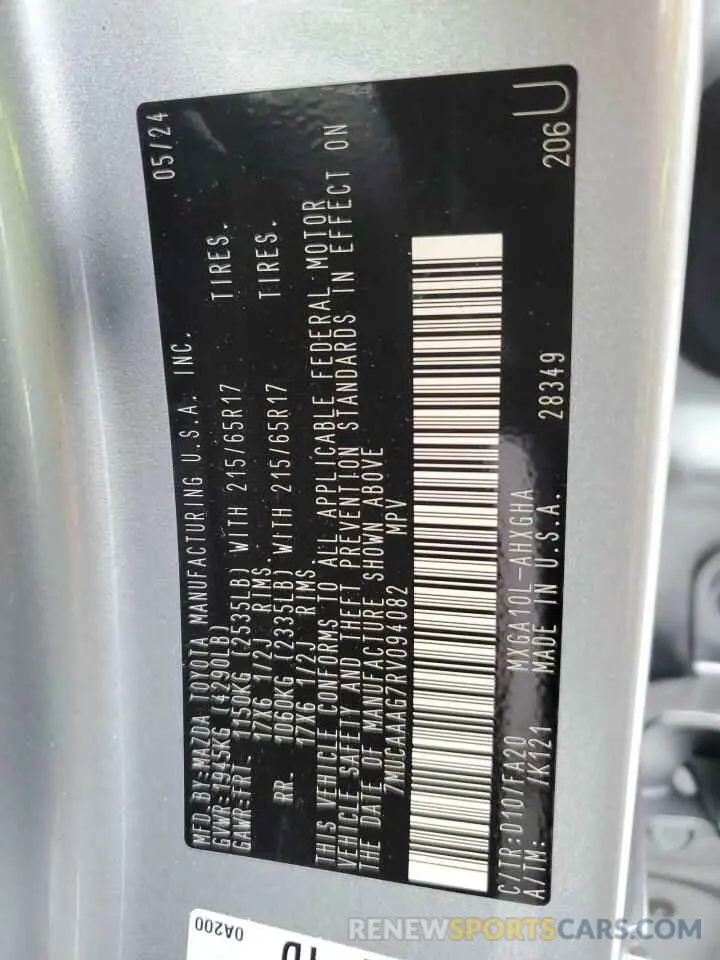 MFD.BY:MAZDA TOYOTA MANUFACTURING U.S.A. INC. 05/24
GVWR:1945KG (4290LB)
GAWR:FRT. 1150KG (2535LB) WITH 215/65R17 TIRES.
17X6 1/2J RIMS.
RR. 1060KG (2335LB) WITH 215/65R17 TIRES.
17X6 1/2J RIMS.
THIS VEHICLE CONFORMS TO ALL APPLICABLE FEDERAL MOTOR
VEHICLE SAFETY AND THEFT PREVENTION STANDARDS IN EFFECT ON
THE DATE OF MANUFACTURE SHOWN ABOVE
7MUCAAAG7RV094082 MPV
C/TR:D10/FA20 MXGA10L-AHXGHA 28349 206 U
A/TM: /K121 MADE IN U.S.A.
0A200
RENEWSPORTSCARS.COM